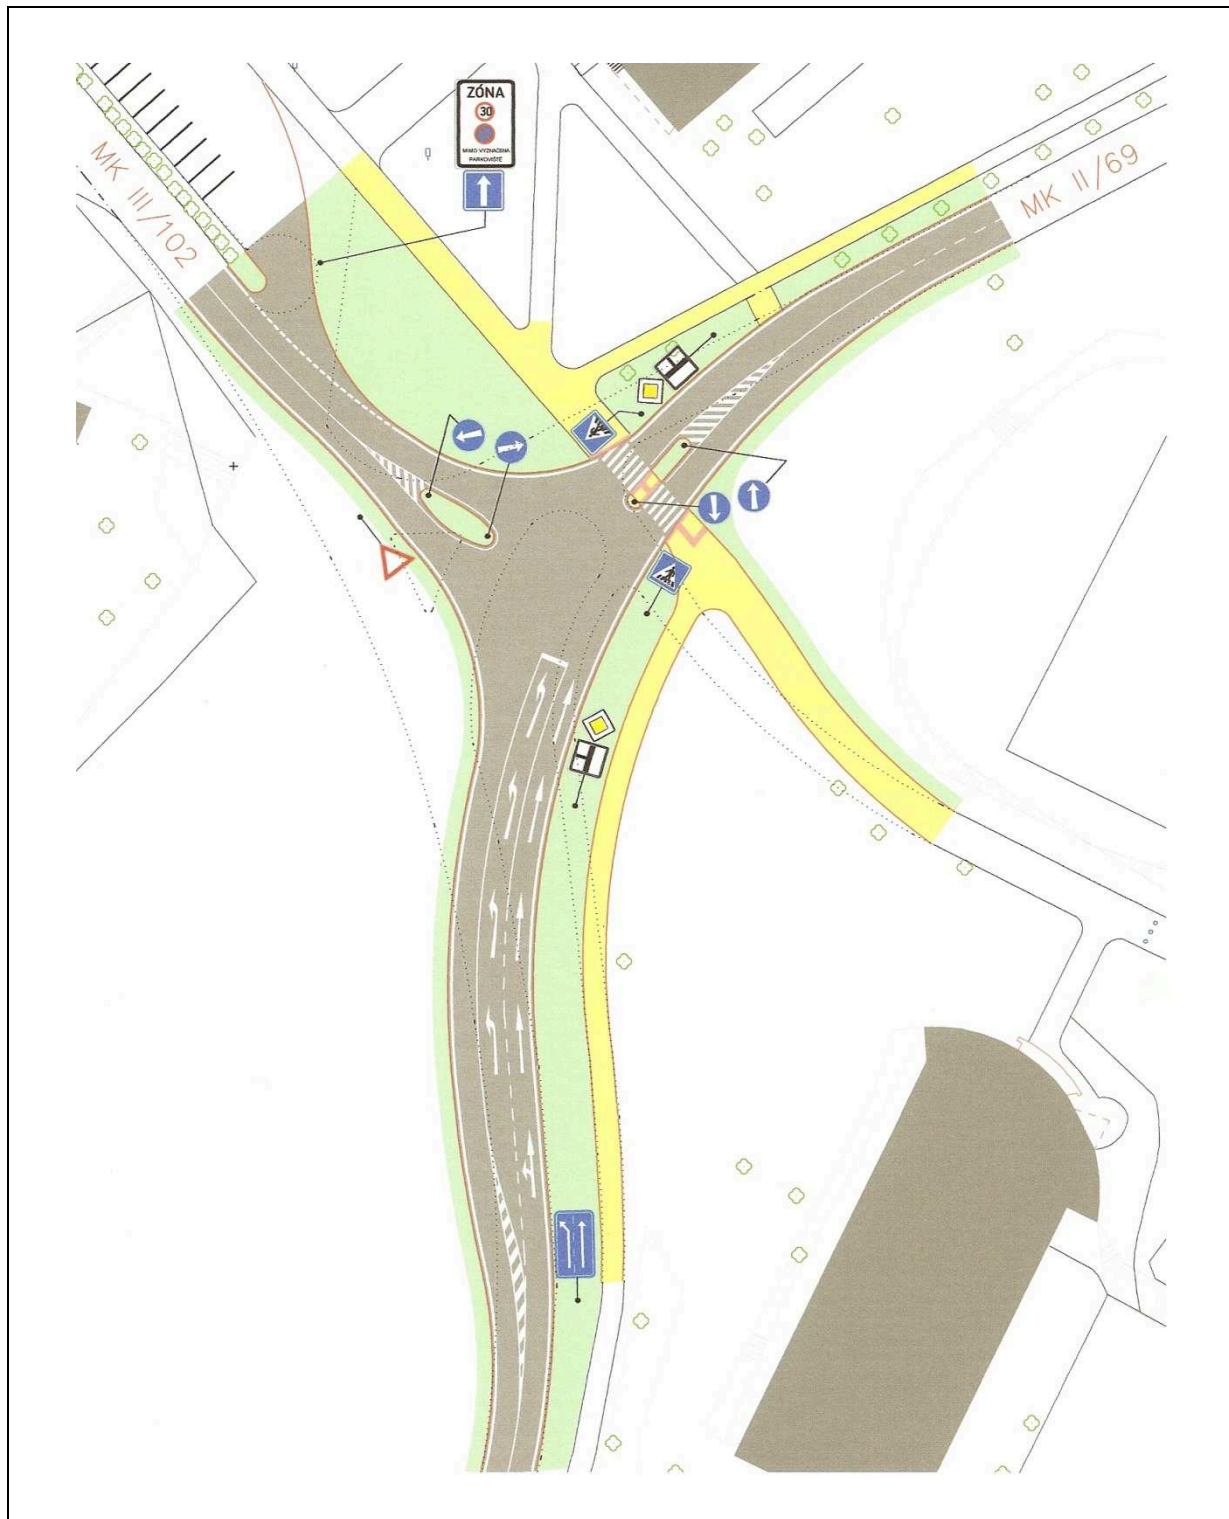 ZÓNA
30
MIMO VYZNAČENÁ
PARKOVIŠTĚ
MK III/102
MK II/69